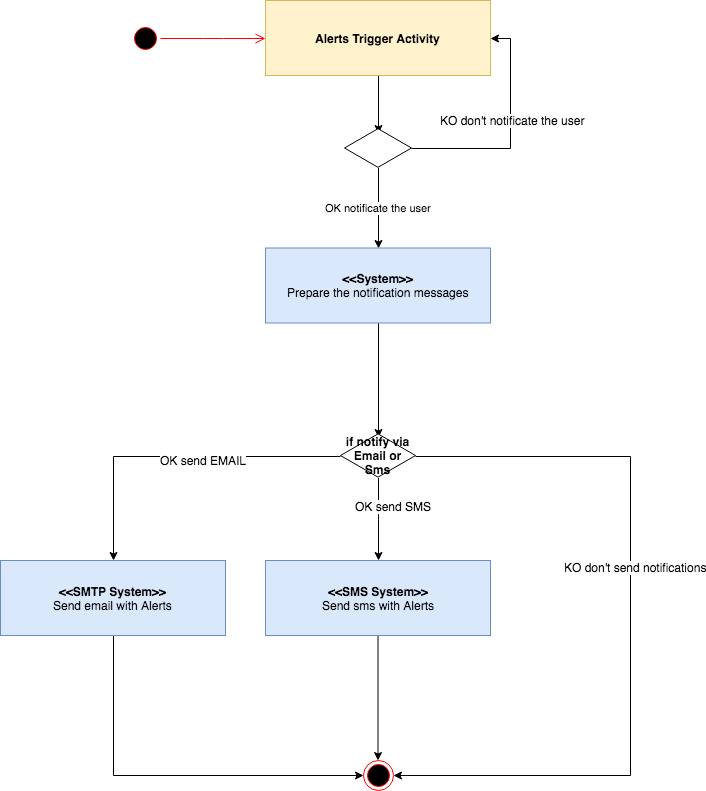 Alerts Trigger Activity
KO don't notificate the user
OK notificate the user
<<System>>
Prepare the notification messages
if notify via
Email or
Sms
OK send EMAIL
OK send SMS
KO don't send notifications
<<SMTP System>>
Send email with Alerts
<<SMS System>>
Send sms with Alerts